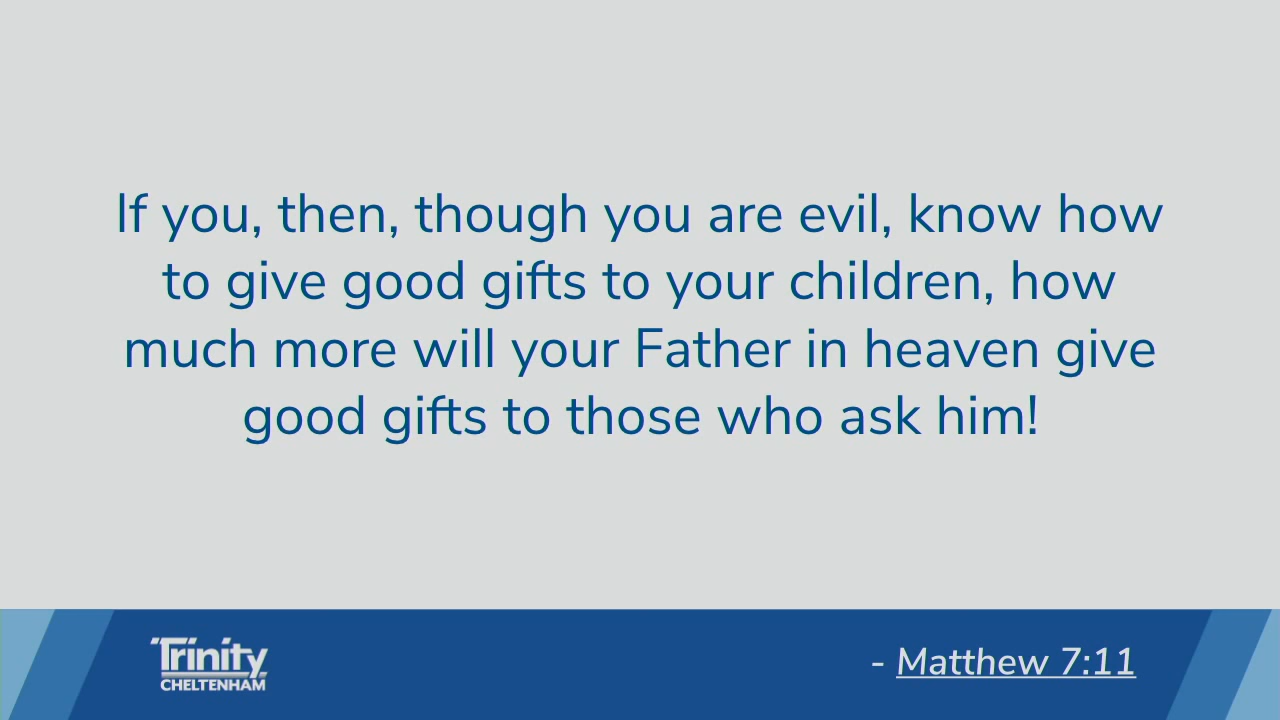 If you, then, though you are evil, know how
to give good gifts to your children, how
much more will your Father in heaven give
good gifts to those who ask him!
Trinity
CHELTENHAM
- Matthew 7:11